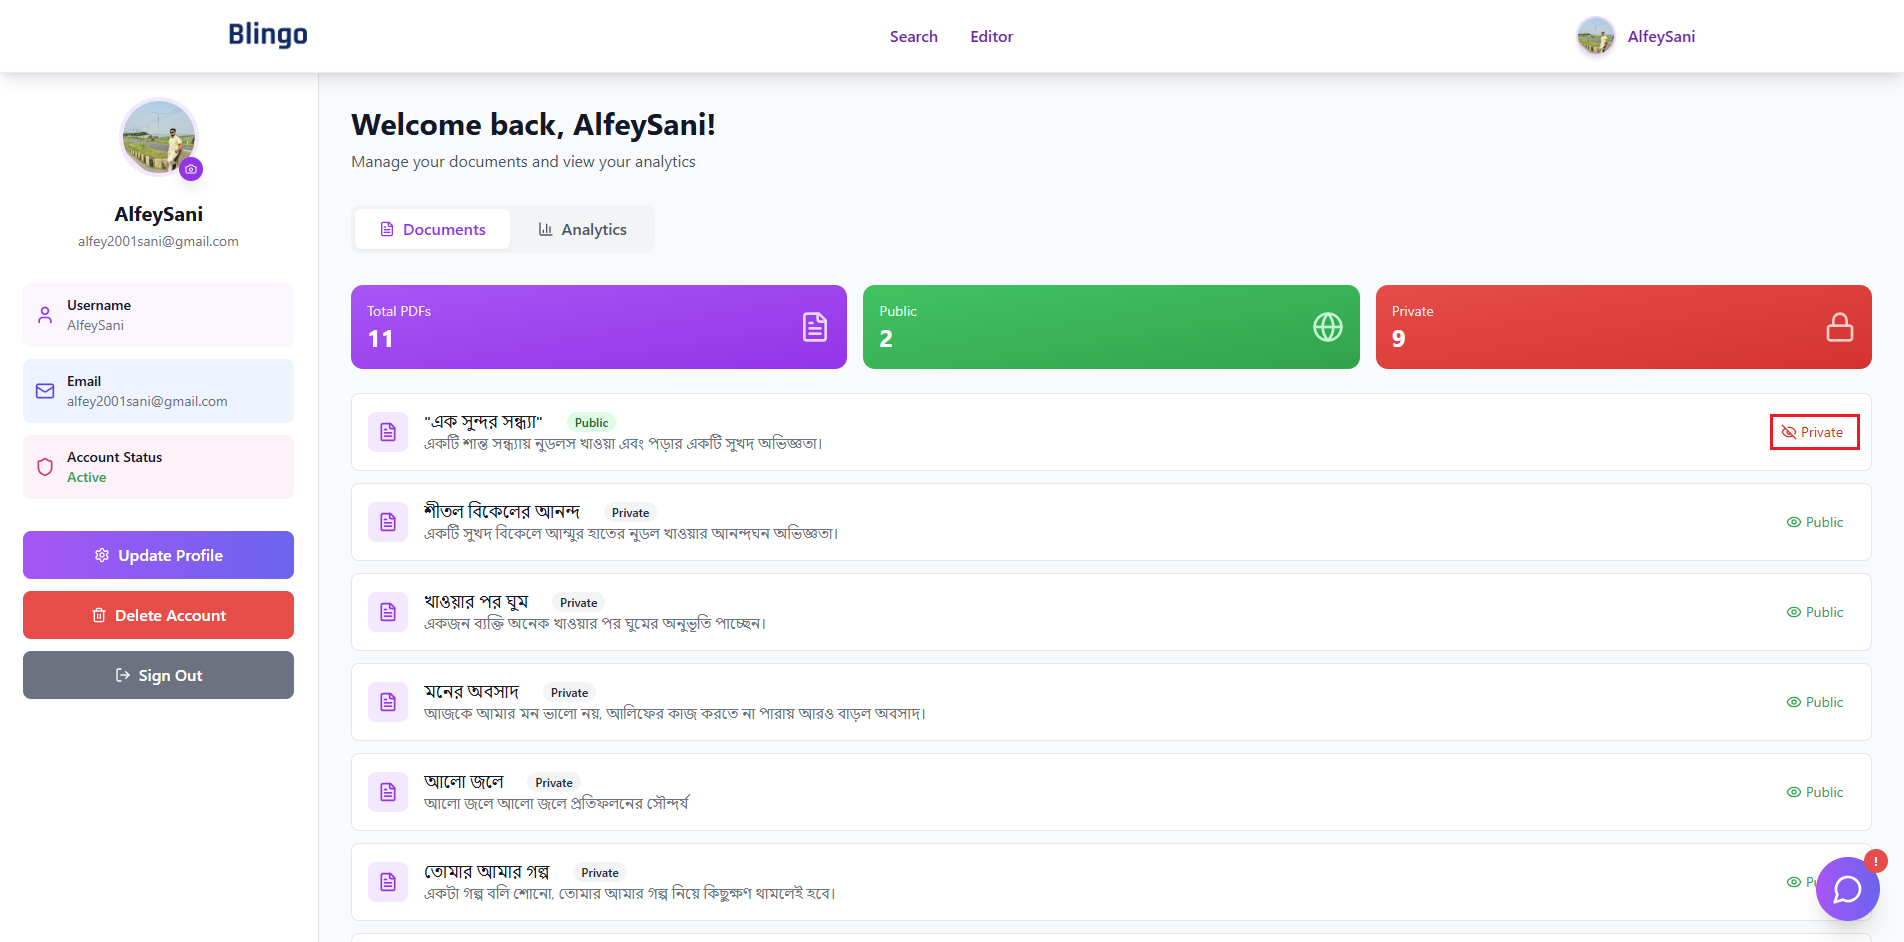 Blingo
Search
Editor
AlfeySani
AlfeySani
alfey2001sani@gmail.com
Username
AlfeySani
Email
alfey2001sani@gmail.com
Account Status
Active
Update Profile
Delete Account
Sign Out
Welcome back, AlfeySani!
Manage your documents and view your analytics
Documents
Analytics
Total PDFs
11
Public
2
Private
9
"এক সুন্দর সন্ধ্যা" Public
একটি শান্ত সন্ধ্যায় নুডলস খাওয়া এবং পড়ার একটি সুখদ অভিজ্ঞতা।
Private
শীতল বিকেলের আনন্দ Private
একটি সুখদ বিকেলে আম্মুর হাতের নুডল খাওয়ার আনন্দঘন অভিজ্ঞতা।
Public
খাওয়ার পর ঘুম Private
একজন ব্যক্তি অনেক খাওয়ার পর ঘুমের অনুভূতি পাচ্ছেন।
Public
মনের অবসাদ Private
আজকে আমার মন ভালো নয়, আলিফের কাজ করতে না পারায় আরও বাড়ল অবসাদ।
Public
আলো জলে Private
আলো জলে আলো জলে প্রতিফলনের সৌন্দর্য
Public
তোমার আমার গল্প Private
একটা গল্প বলি শোনো, তোমার আমার গল্প নিয়ে কিছুক্ষণ থামলেই হবে।
!